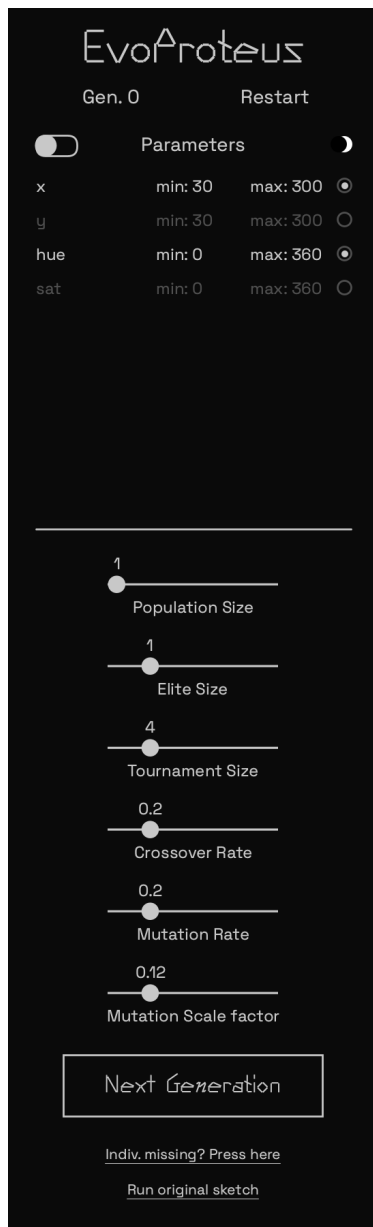 EvoProteus
Gen. 0 Restart
Parameters
x min: 30 max: 300
y min: 30 max: 300
hue min: 0 max: 360
sat min: 0 max: 360
1
Population Size
1
Elite Size
4
Tournament Size
0.2
Crossover Rate
0.2
Mutation Rate
0.12
Mutation Scale factor
Next Generation
Indiv. missing? Press here
Run original sketch